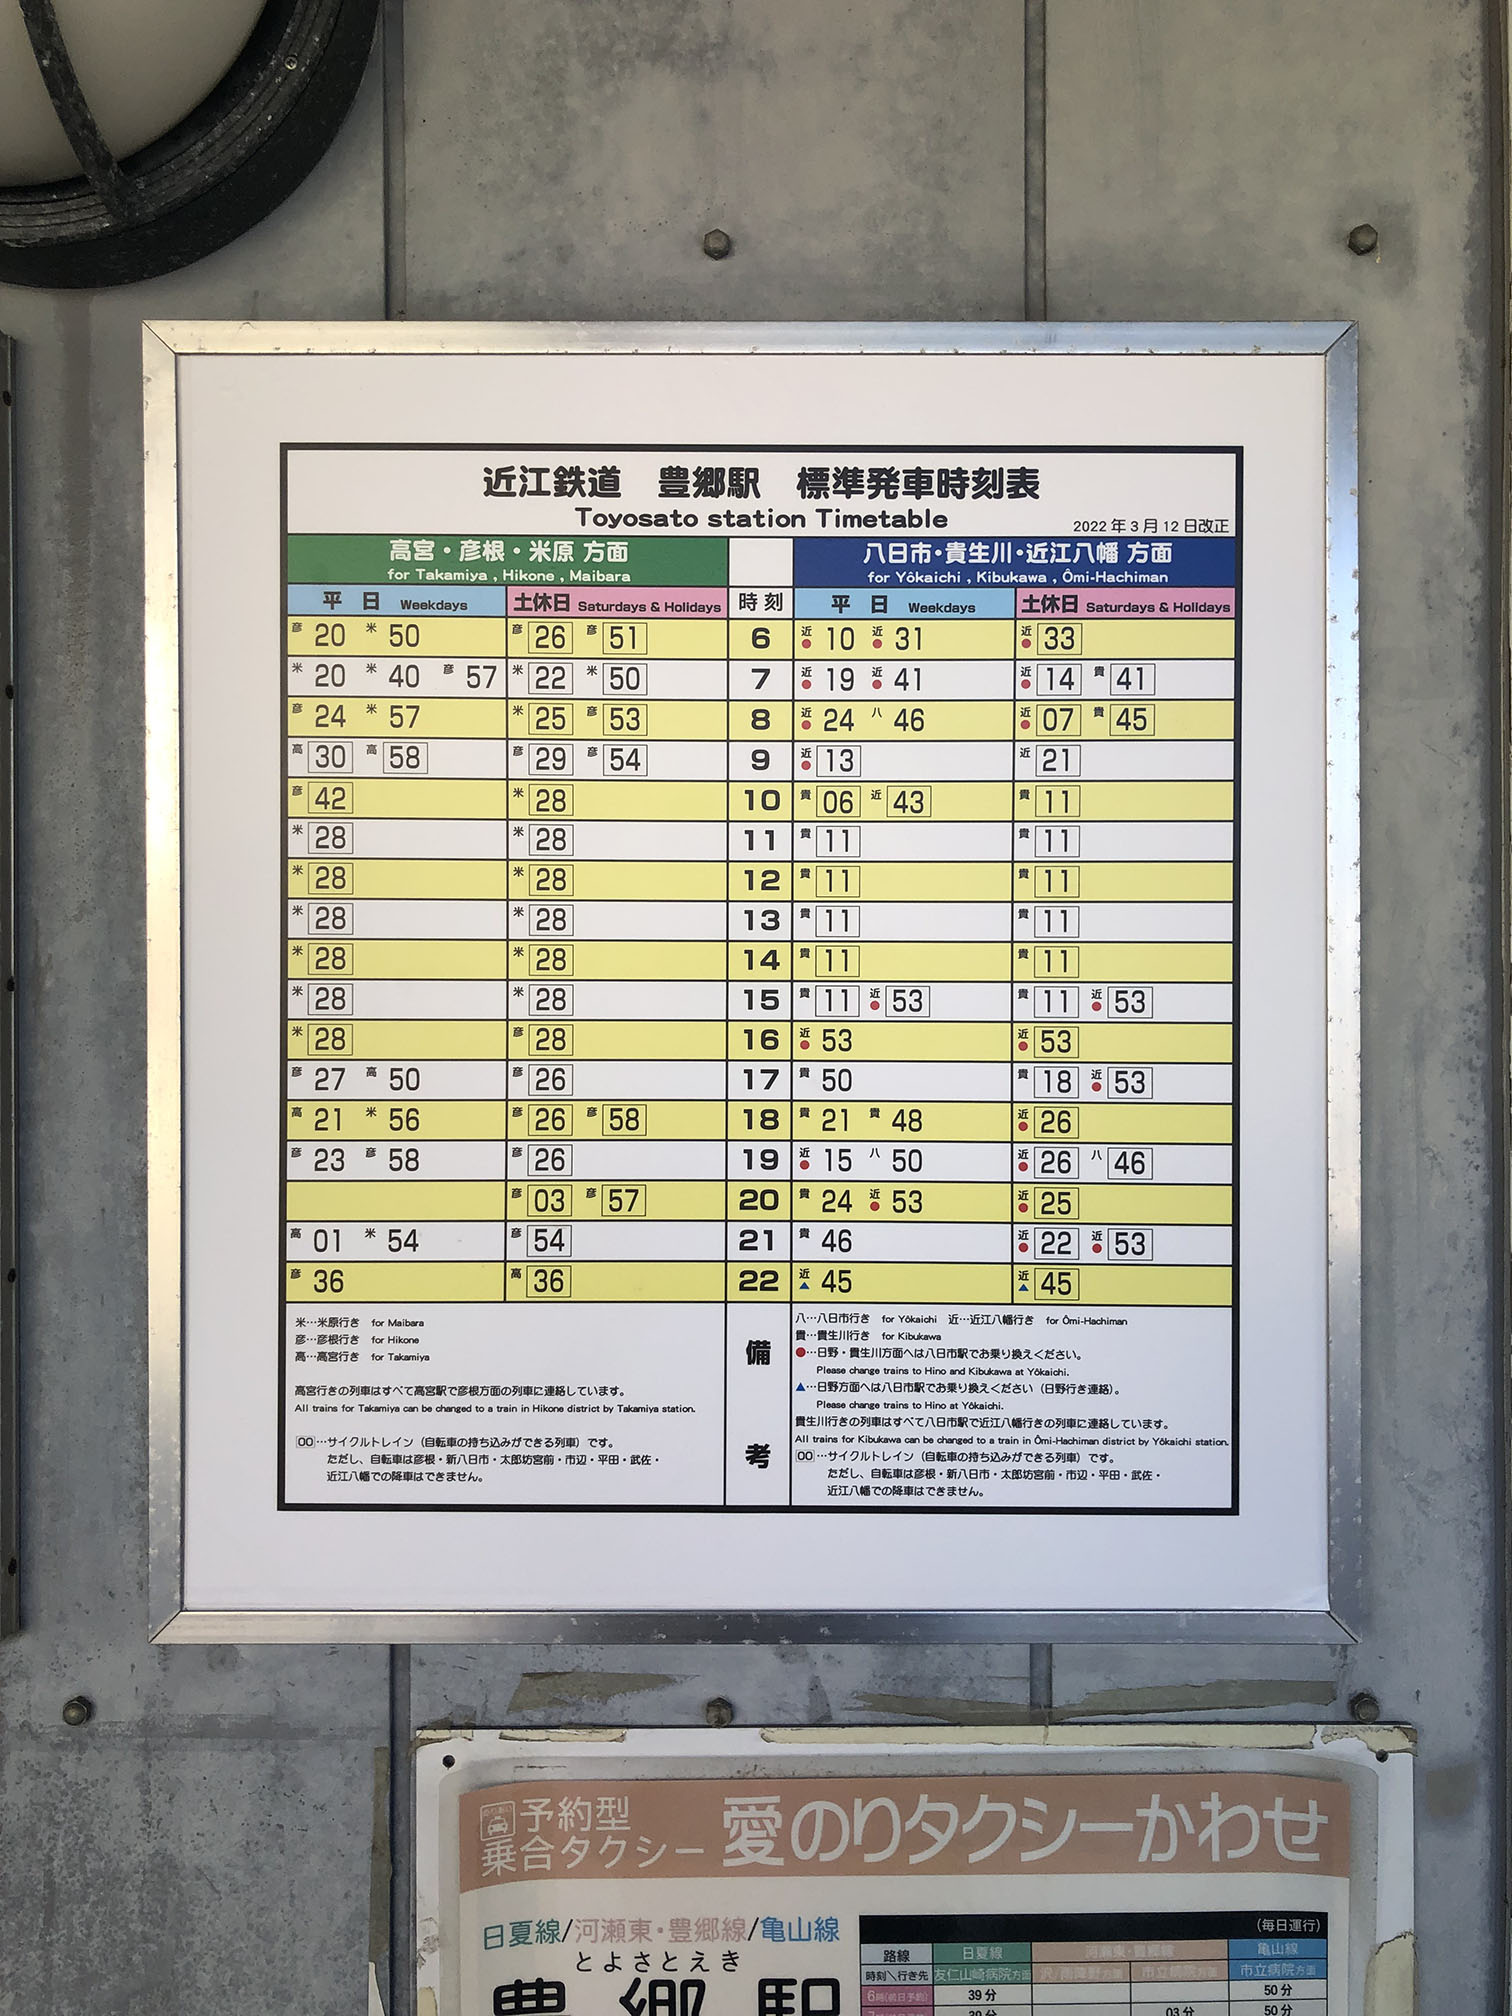 近江鉄道 豊郷駅 標準発車時刻表
Toyosato station Timetable 2022年3月12日改正
高宮・彦根・米原 方面 八日市・貴生川・近江八幡 方面
for Takamiya , Hikone , Maibara for Yôkaichi , Kibukawa , Ômi-Hachiman
平 日 Weekdays 土休日 Saturdays & Holidays 時刻 平 日 Weekdays 土休日 Saturdays & Holidays
彦 20 米 50 彦 26 彦 51 6 近● 10 近● 31 近● 33
米 20 米 40 彦 57 米 22 米 50 7 近● 19 近● 41 近● 14 貴 41
彦 24 米 57 米 25 彦 53 8 近● 24 八 46 近● 07 貴 45
高 30 高 58 彦 29 彦 54 9 近● 13 近 21
彦 42 米 28 10 貴 06 近 43 貴 11
米 28 米 28 11 貴 11 貴 11
米 28 米 28 12 貴 11 貴 11
米 28 米 28 13 貴 11 貴 11
米 28 米 28 14 貴 11 貴 11
米 28 米 28 15 貴 11 近● 53 貴 11 近● 53
米 28 彦 28 16 近● 53 近● 53
彦 27 高 50 彦 26 17 貴 50 貴 18 近● 53
高 21 米 56 彦 26 彦 58 18 貴 21 貴 48 近● 26
彦 23 彦 58 彦 26 19 近● 15 八 50 近● 26 八 46
彦 03 彦 57 20 貴 24 近● 53 近● 25
高 01 米 54 彦 54 21 貴 46 近● 22 近● 53
彦 36 高 36 22 近▲ 45 近▲ 45
米…米原行き for Maibara
彦…彦根行き for Hikone
高…高宮行き for Takamiya
高宮行きの列車はすべて高宮駅で彦根方面の列車に連絡しています。
All trains for Takamiya can be changed to a train in Hikone district by Takamiya station.
00…サイクルトレイン（自転車の持ち込みができる列車）です。
ただし、自転車は彦根・新八日市・太郎坊宮前・市辺・平田・武佐・
近江八幡での降車はできません。
備
考
八…八日市行き for Yôkaichi 近…近江八幡行き for Ômi-Hachiman
貴…貴生川行き for Kibukawa
●…日野・貴生川方面へは八日市駅でお乗り換えください。
Please change trains to Hino and Kibukawa at Yôkaichi.
▲…日野方面へは八日市駅でお乗り換えください（日野行き連絡）。
Please change trains to Hino at Yôkaichi.
貴生川行きの列車はすべて八日市駅で近江八幡行きの列車に連絡しています。
All trains for Kibukawa can be changed to a train in Ômi-Hachiman district by Yôkaichi station.
00…サイクルトレイン（自転車の持ち込みができる列車）です。
ただし、自転車は彦根・新八日市・太郎坊宮前・市辺・平田・武佐・
近江八幡での降車はできません。
予約型
乗合タクシー 愛のりタクシーかわせ
日夏線/河瀬東・豊郷線/亀山線
とよさとえき
豊郷駅
（毎日運行）
路線 日夏線 河瀬東・豊郷線 亀山線
時刻＼行き先 友仁山崎病院方面 市立病院方面 市立病院方面
6時(前日予約) 39分 50分
39分 03分 50分